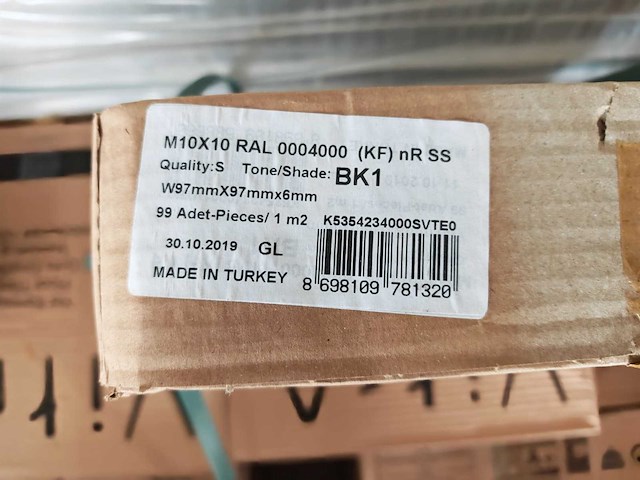 M10X10 RAL 0004000 (KF) nR SS
Quality:S Tone/Shade: BK1
W97mmX97mmx6mm
99 Adet-Pieces/ 1 m2 K5354234000SVTE0
30.10.2019 GL
MADE IN TURKEY 8 698109 781320